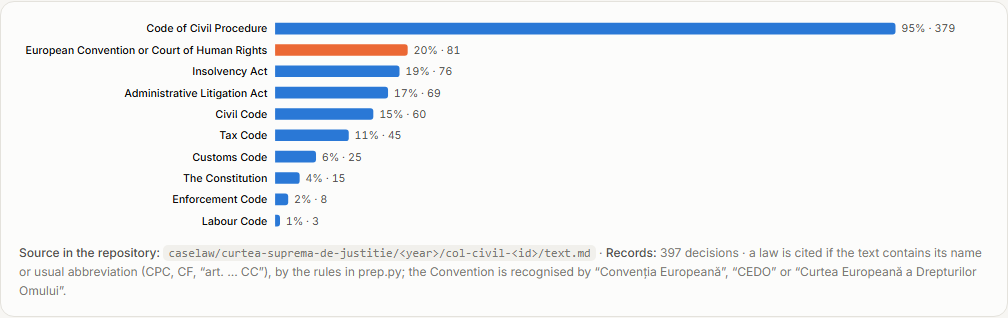 Code of Civil Procedure 95% · 379
European Convention or Court of Human Rights 20% · 81
Insolvency Act 19% · 76
Administrative Litigation Act 17% · 69
Civil Code 15% · 60
Tax Code 11% · 45
Customs Code 6% · 25
The Constitution 4% · 15
Enforcement Code 2% · 8
Labour Code 1% · 3
Source in the repository: caselaw/curtea-suprema-de-justitie/<year>/col-civil-<id>/text.md · Records: 397 decisions · a law is cited if the text contains its name
or usual abbreviation (CPC, CF, “art. … CC”), by the rules in prep.py; the Convention is recognised by “Convenția Europeană”, “CEDO” or “Curtea Europeană a Drepturilor
Omului”.